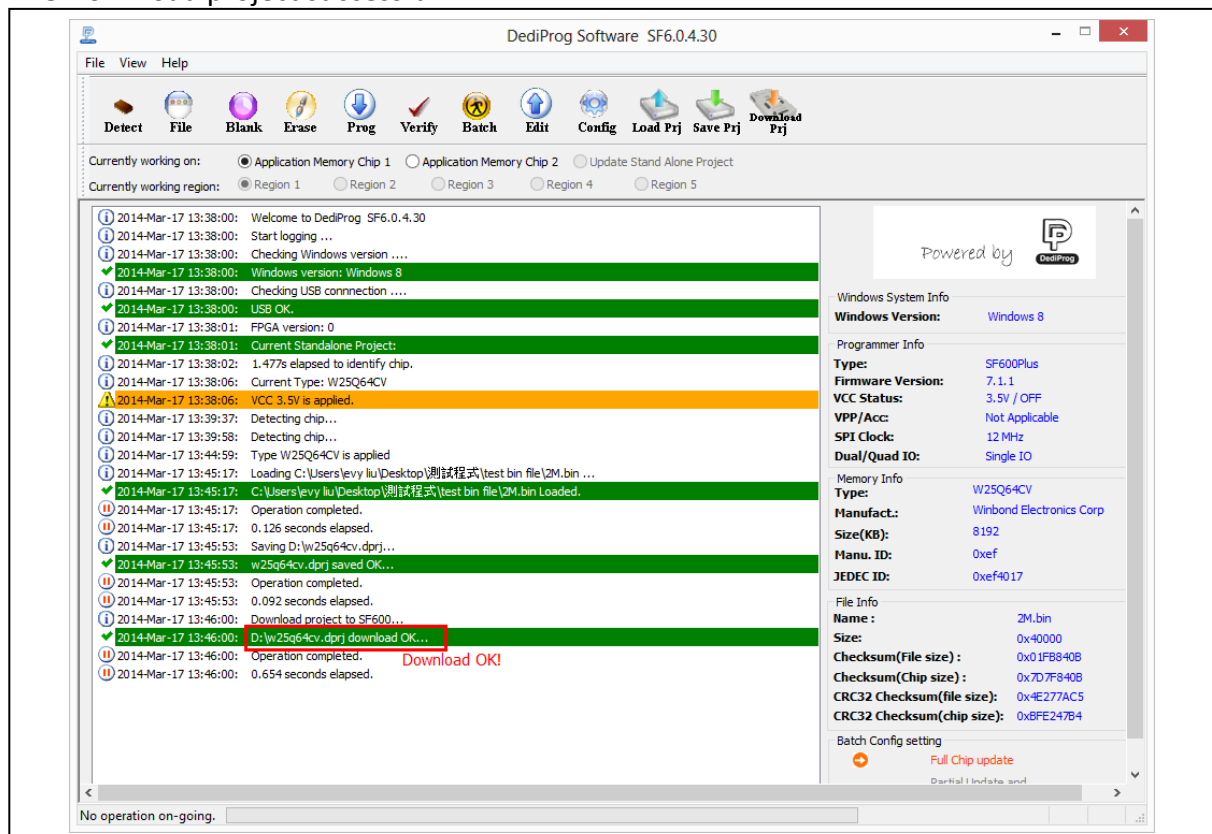 DediProg Software SF6.0.4.30
File View Help
Detect File Blank Erase Prog Verify Batch Edit Config Load Prj Save Prj Download Prj
Currently working on: Application Memory Chip 1 Application Memory Chip 2 Update Stand Alone Project
Currently working region: Region 1 Region 2 Region 3 Region 4 Region 5
2014-Mar-17 13:38:00: Welcome to DediProg SF6.0.4.30
2014-Mar-17 13:38:00: Start logging ...
2014-Mar-17 13:38:00: Checking Windows version ....
2014-Mar-17 13:38:00: Windows version: Windows 8
2014-Mar-17 13:38:00: Checking USB connnection ....
2014-Mar-17 13:38:00: USB OK.
2014-Mar-17 13:38:01: FPGA version: 0
2014-Mar-17 13:38:01: Current Standalone Project:
2014-Mar-17 13:38:02: 1.477s elapsed to identify chip.
2014-Mar-17 13:38:06: Current Type: W25Q64CV
2014-Mar-17 13:38:06: VCC 3.5V is applied.
2014-Mar-17 13:39:37: Detecting chip...
2014-Mar-17 13:39:58: Detecting chip...
2014-Mar-17 13:44:59: Type W25Q64CV is applied
2014-Mar-17 13:45:17: Loading C:\Users\evy liu\Desktop\測試程式\test bin file\2M.bin ...
2014-Mar-17 13:45:17: C:\Users\evy liu\Desktop\測試程式\test bin file\2M.bin Loaded.
2014-Mar-17 13:45:17: Operation completed.
2014-Mar-17 13:45:17: 0.126 seconds elapsed.
2014-Mar-17 13:45:53: Saving D:\w25q64cv.dprj...
2014-Mar-17 13:45:53: w25q64cv.dprj saved OK...
2014-Mar-17 13:45:53: Operation completed.
2014-Mar-17 13:45:53: 0.092 seconds elapsed.
2014-Mar-17 13:46:00: Download project to SF600...
2014-Mar-17 13:46:00: D:\w25q64cv.dprj download OK...
2014-Mar-17 13:46:00: Operation completed.
Download OK!
2014-Mar-17 13:46:00: 0.654 seconds elapsed.
Powered by DediProg
Windows System Info
Windows Version: Windows 8
Programmer Info
Type: SF600Plus
Firmware Version: 7.1.1
VCC Status: 3.5V / OFF
VPP/Acc: Not Applicable
SPI Clock: 12 MHz
Dual/Quad IO: Single IO
Memory Info
Type: W25Q64CV
Manufact.: Winbond Electronics Corp
Size(KB): 8192
Manu. ID: 0xef
JEDEC ID: 0xef4017
File Info
Name : 2M.bin
Size: 0x40000
Checksum(File size) : 0x01FB840B
Checksum(Chip size) : 0x7D7F840B
CRC32 Checksum(file size): 0x4E277AC5
CRC32 Checksum(chip size): 0xBFE247B4
Batch Config setting
Full Chip update
Partial Update and
No operation on-going.